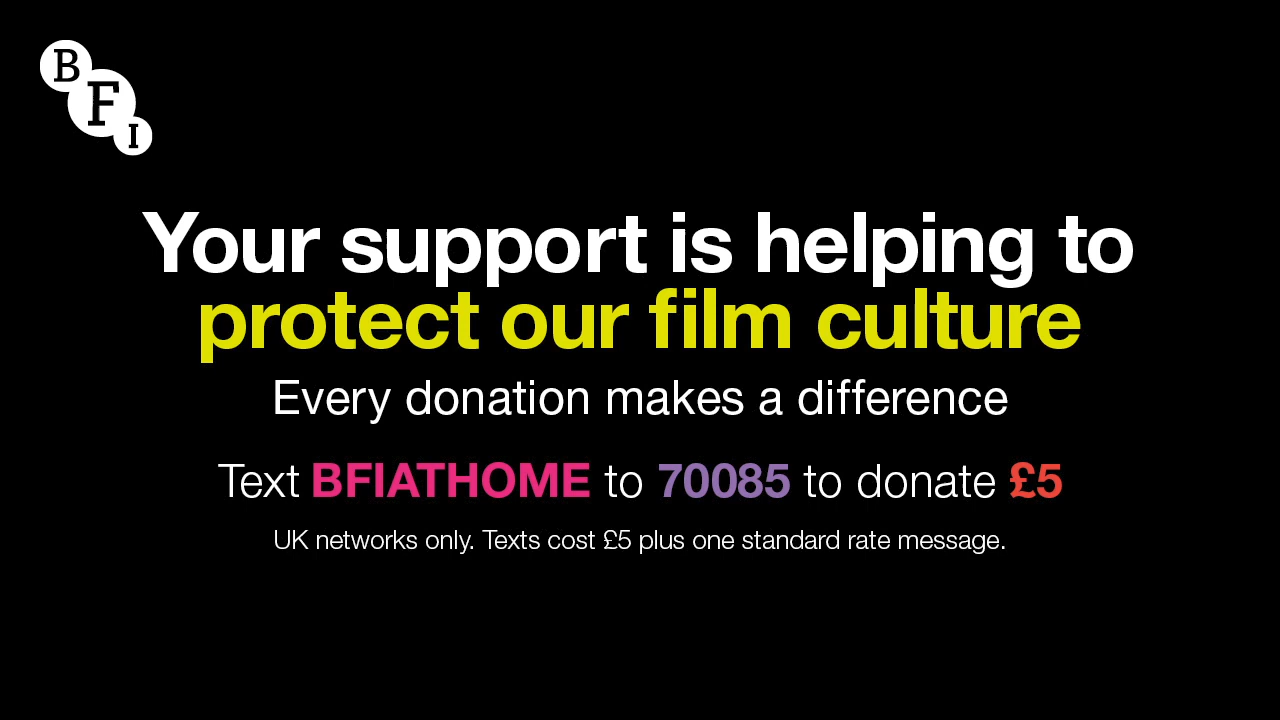 BFI
Your support is helping to
protect our film culture
Every donation makes a difference
Text BFIATHOME to 70085 to donate £5
UK networks only. Texts cost £5 plus one standard rate message.